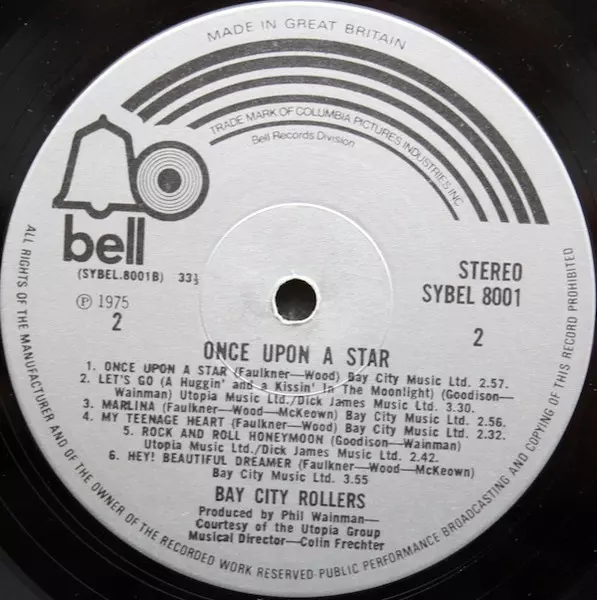 MADE IN GREAT BRITAIN
TRADE MARK OF COLUMBIA PICTURES INDUSTRIES, INC
Bell Records Division
bell
(SYBEL.8001B) 33⅓
Ⓟ 1975
2
STEREO
SYBEL 8001
2
ONCE UPON A STAR
1. ONCE UPON A STAR (Faulkner—Wood) Bay City Music Ltd. 2.57.
2. LET'S GO (A Huggin' and a Kissin' In The Moonlight) (Goodison—
Wainman) Utopia Music Ltd./Dick James Music Ltd. 3.30.
3. MARLINA (Faulkner—Wood—McKeown) Bay City Music Ltd. 2.56.
4. MY TEENAGE HEART (Faulkner—Wood) Bay City Music Ltd. 2.32.
5. ROCK AND ROLL HONEYMOON (Goodison—Wainman)
Utopia Music Ltd./Dick James Music Ltd. 2.42.
6. HEY! BEAUTIFUL DREAMER (Faulkner—Wood—McKeown)
Bay City Music Ltd. 3.55
BAY CITY ROLLERS
Produced by Phil Wainman—
Courtesy of the Utopia Group
Musical Director—Colin Frechter
ALL RIGHTS OF THE MANUFACTURER AND OF THE OWNER OF THE RECORDED WORK RESERVED·PUBLIC PERFORMANCE BROADCASTING AND COPYING OF THIS RECORD PROHIBITED